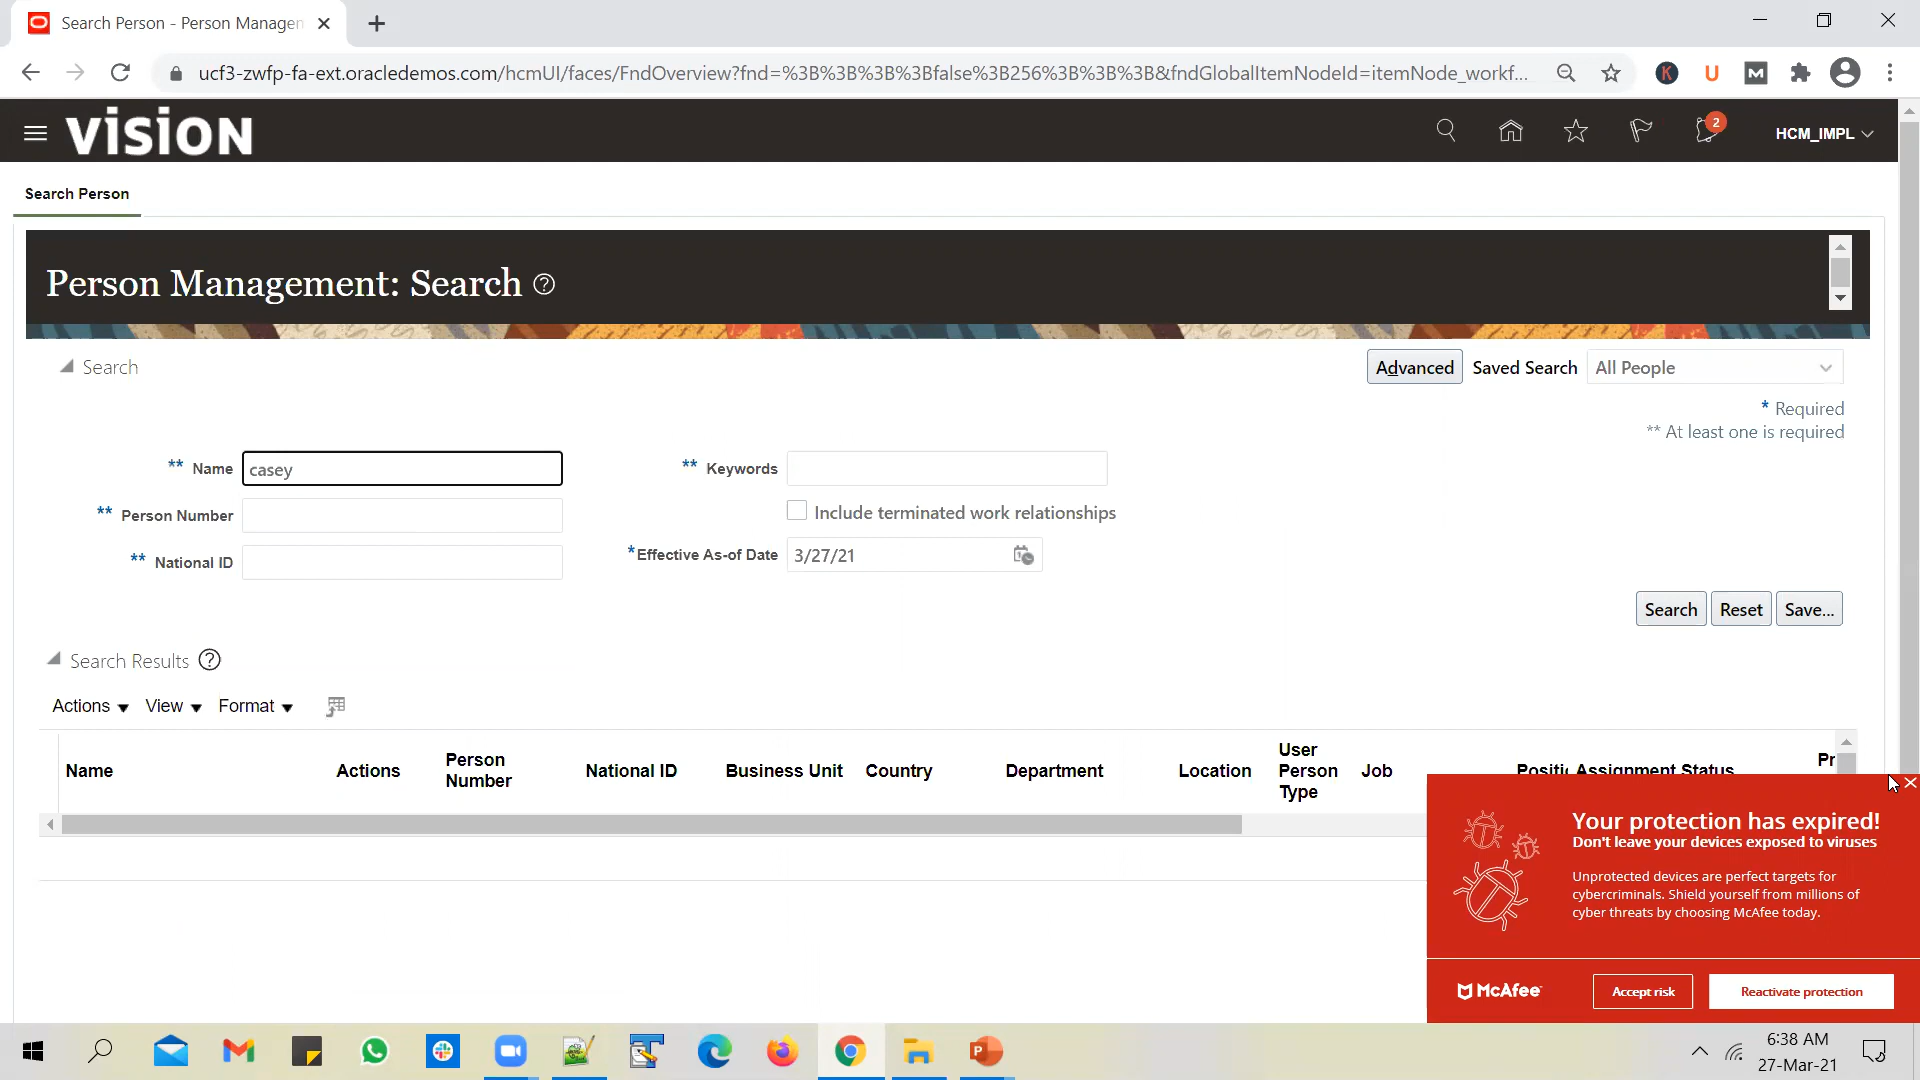 Search Person - Person Managen
ucf3-zwfp-fa-ext.oracledemos.com/hcmUI/faces/FndOverview?fnd=%3B%3B%3B%3Bfalse%3B256%3B%3B%3B&fndGlobalItemNodeId=itemNode_workf...
K U M
VISION
2
HCM_IMPL
Search Person
Person Management: Search ?
Search
Advanced Saved Search All People
* Required
** At least one is required
** Name casey
** Keywords
** Person Number
Include terminated work relationships
** National ID
*Effective As-of Date 3/27/21
Search Reset Save...
Search Results ?
Actions View Format
Name Actions Person Number National ID Business Unit Country Department Location User Person Type Job Positic Assignment Status Pr
Your protection has expired!
Don't leave your devices exposed to viruses
Unprotected devices are perfect targets for
cybercriminals. Shield yourself from millions of
cyber threats by choosing McAfee today.
McAfee Accept risk Reactivate protection
6:38 AM
27-Mar-21